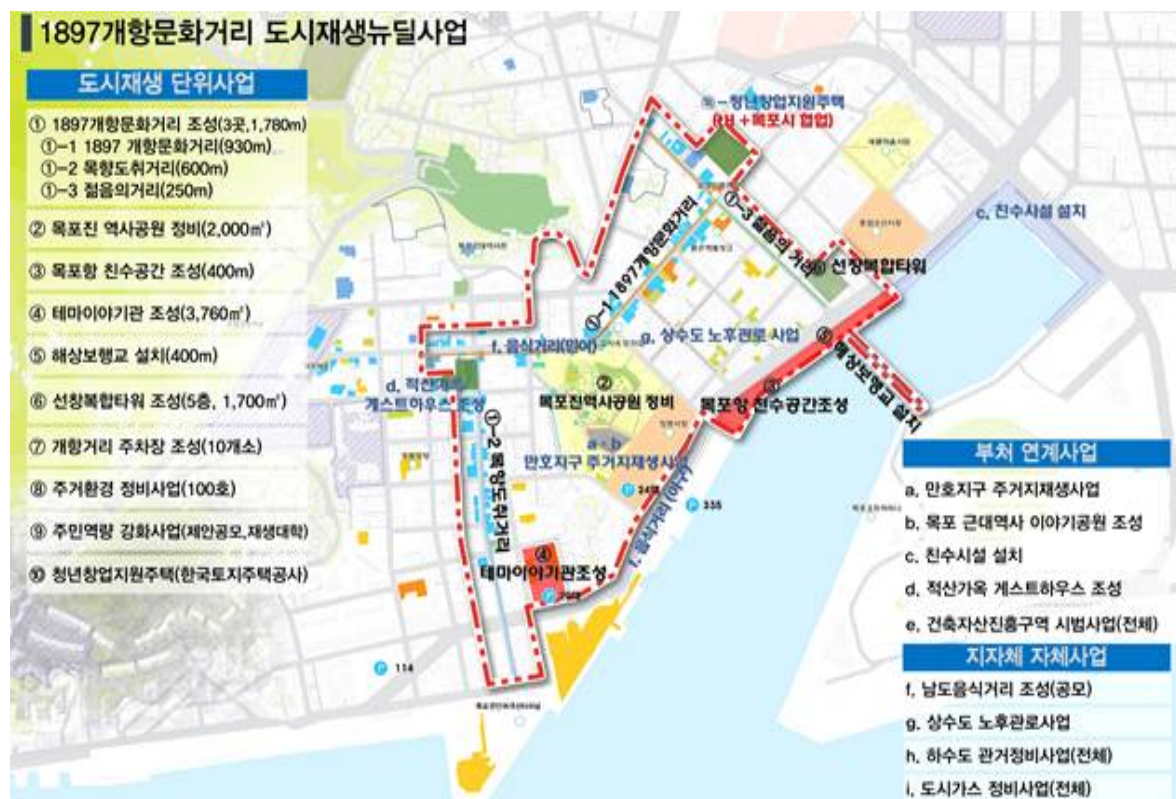 1897개항문화거리 도시재생뉴딜사업
도시재생 단위사업
① 1897개항문화거리 조성(3곳,1,780m)
①-1 1897 개항문화거리(930m)
①-2 목향도취거리(600m)
①-3 젊음의거리(250m)
② 목포진 역사공원 정비(2,000㎡)
③ 목포항 친수공간 조성(400m)
④ 테마이야기관 조성(3,760㎡)
⑤ 해상보행교 설치(400m)
⑥ 선창복합타워 조성(5층, 1,700㎡)
⑦ 개항거리 주차장 조성(10개소)
⑧ 주거환경 정비사업(100호)
⑨ 주민역량 강화사업(제안공모,재생대학)
⑩ 청년창업지원주택(한국토지주택공사)
⑩-청년창업지원주택
(LH+목포시 협업)
c, 친수시설 설치
①-3 젊음의 거리
⑥ 선창복합타워
①-1 1897개항문화거리
g, 상수도 노후관로 사업
f, 음식거리(민어)
⑤ 해상보행교 설치
②
목포진역사공원 정비
③
목포항 친수공간조성
d, 적산가옥
게스트하우스 조성
a·b
만호지구 주거지재생사업
①-2 목향도취거리
P 24면
P 335
f, 음식거리(아구)
④
테마이야기관조성
P 114
부처 연계사업
a, 만호지구 주거지재생사업
b, 목포 근대역사 이야기공원 조성
c, 친수시설 설치
d, 적산가옥 게스트하우스 조성
e, 건축자산진흥구역 시범사업(전체)
지자체 자체사업
f, 남도음식거리 조성(공모)
g, 상수도 노후관로사업
h, 하수도 관거정비사업(전체)
i, 도시가스 정비사업(전체)